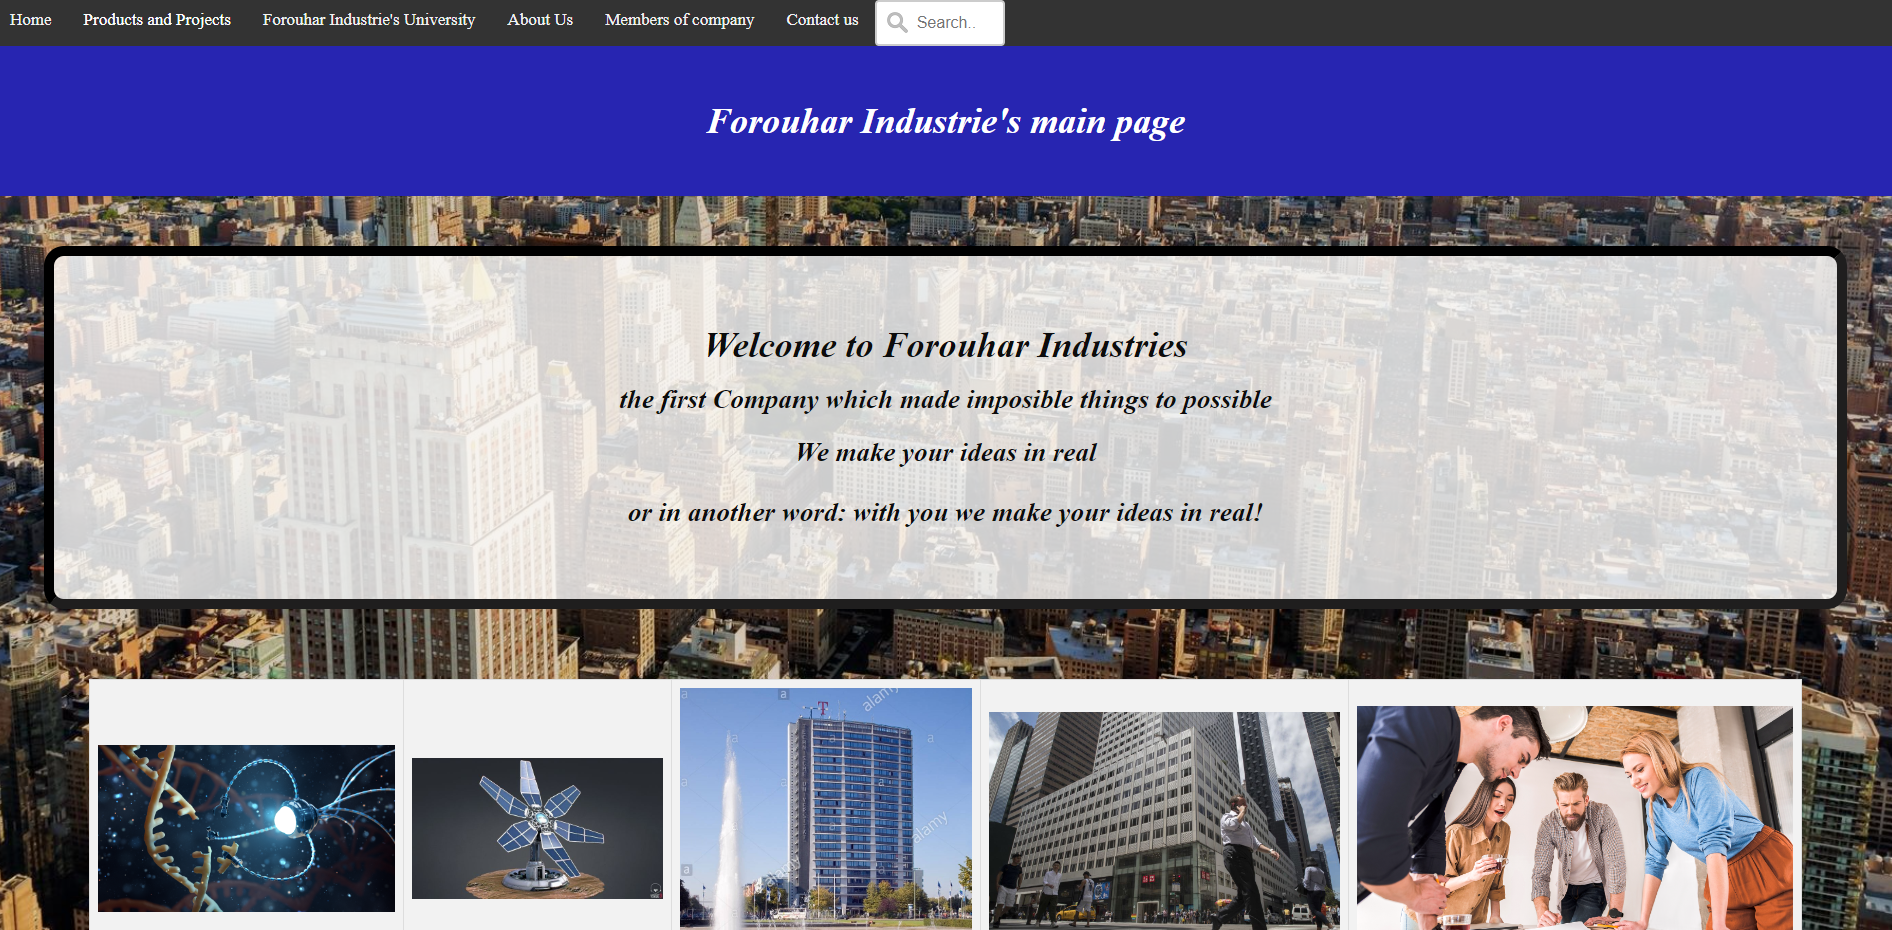 Home Products and Projects Forouhar Industrie's University About Us Members of company Contact us Search..
Forouhar Industrie's main page
Welcome to Forouhar Industries
the first Company which made imposible things to possible
We make your ideas in real
or in another word: with you we make your ideas in real!
T
a a alamy
a a a
a a a
a
alamy
a alamy
a